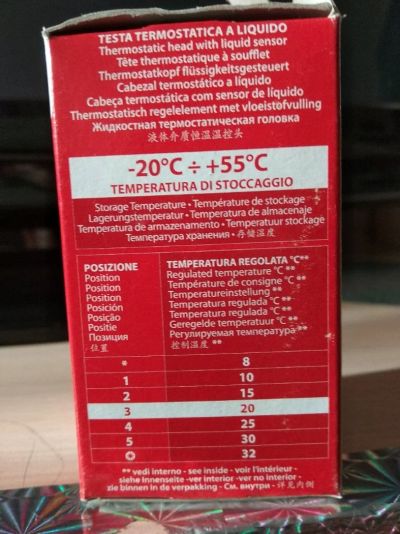 TESTA TERMOSTATICA A LIQUIDO
Thermostatic head with liquid sensor
Tête thermostatique à soufflet
Thermostatkopf flüssigkeitsgesteuert
Cabezal termostático a líquido
Cabeça termostática com sensor de líquido
Thermostatisch regelelement met vloeistofvulling
Жидкостная термостатическая головка
液体介质恒温温控头
-20°C ÷ +55°C
TEMPERATURA DI STOCCAGGIO
Storage Temperature • Température de stockage
Lagerungstemperatur • Temperatura de almacenaje
Temperatura de armazenamento • Temperatuur stockage
Температура хранения • 存储温度
POSIZIONE TEMPERATURA REGOLATA °C**
Position Regulated temperature °C **
Position Température de consigne °C **
Position Temperatureinstellung **
Posición Temperatura regulada °C **
Posição Temperatura regulada °C **
Positie Geregelde temperatuur °C **
Позиция Регулируемая температура **
位置 控制温度 **
* 8
1 10
2 15
3 20
4 25
5 30
32
** vedi interno - see inside - voir l'intérieur -
siehe innenseite -ver interior -ver no interior -
zie binnen in de verpakking - См. внутри - 详见内侧